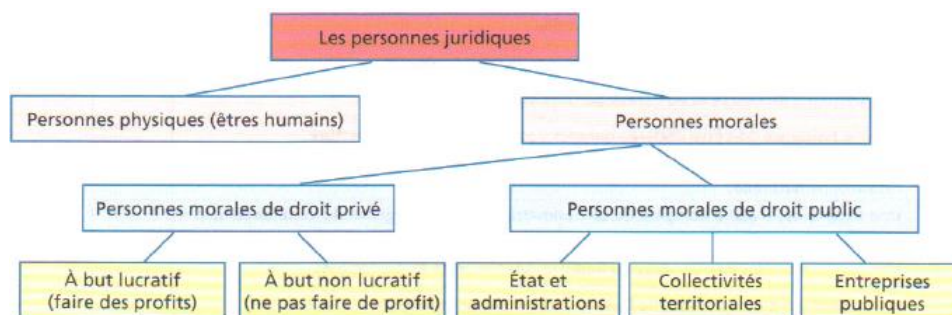 Les personnes juridiques
Personnes physiques (êtres humains)
Personnes morales
Personnes morales de droit privé
Personnes morales de droit public
À but lucratif
(faire des profits)
À but non lucratif
(ne pas faire de profit)
État et
administrations
Collectivités
territoriales
Entreprises
publiques